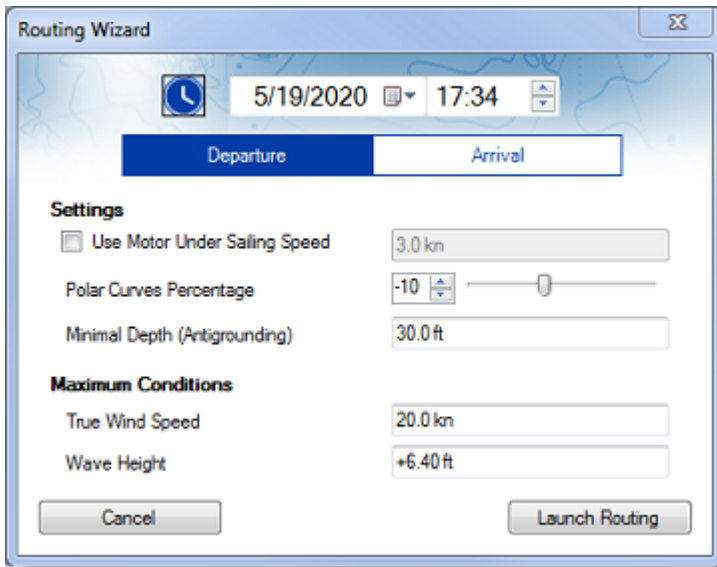 Routing Wizard
5/19/2020 17:34
Departure Arrival
Settings
Use Motor Under Sailing Speed 3.0 kn
Polar Curves Percentage -10
Minimal Depth (Antigrounding) 30.0 ft
Maximum Conditions
True Wind Speed 20.0 kn
Wave Height +6.40 ft
Cancel Launch Routing